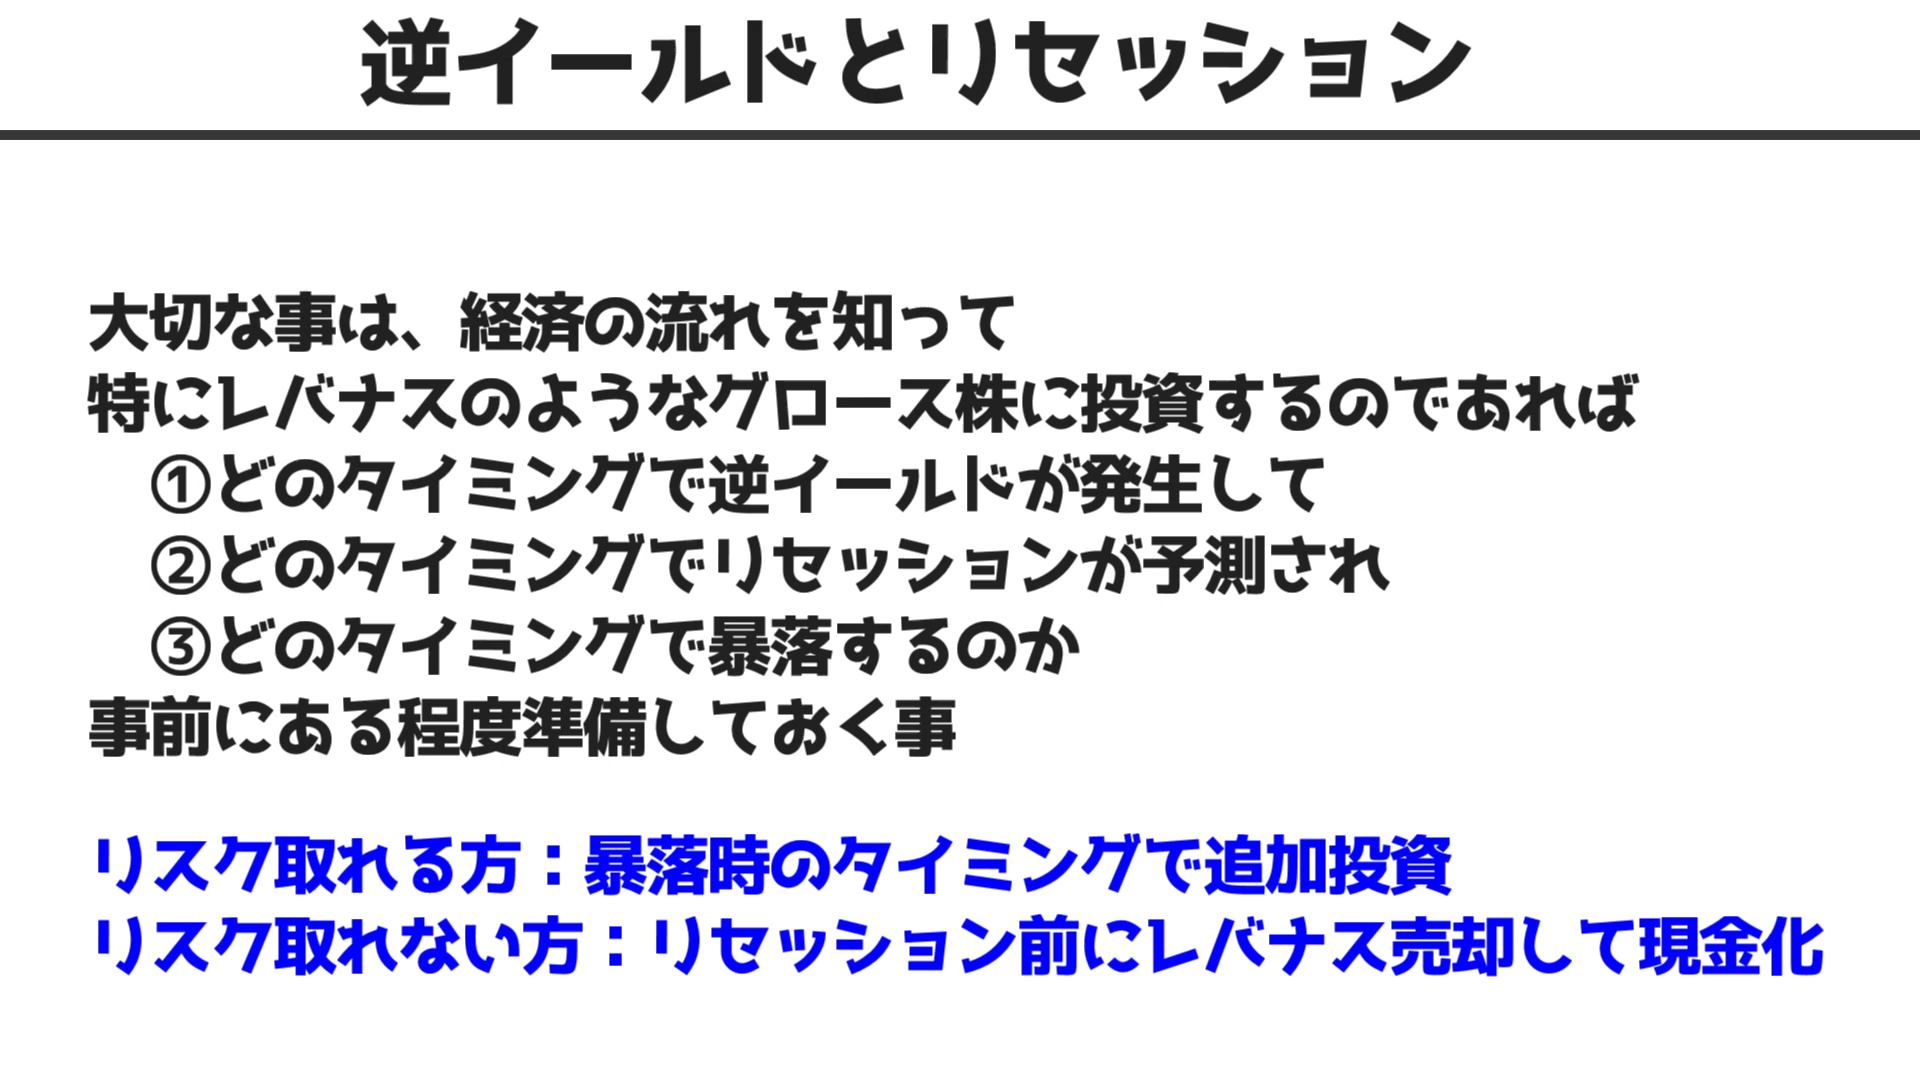 逆イールドとリセッション
大切な事は、経済の流れを知って
特にレバナスのようなグロース株に投資するのであれば
①どのタイミングで逆イールドが発生して
②どのタイミングでリセッションが予測され
③どのタイミングで暴落するのか
事前にある程度準備しておく事
リスク取れる方：暴落時のタイミングで追加投資
リスク取れない方：リセッション前にレバナス売却して現金化